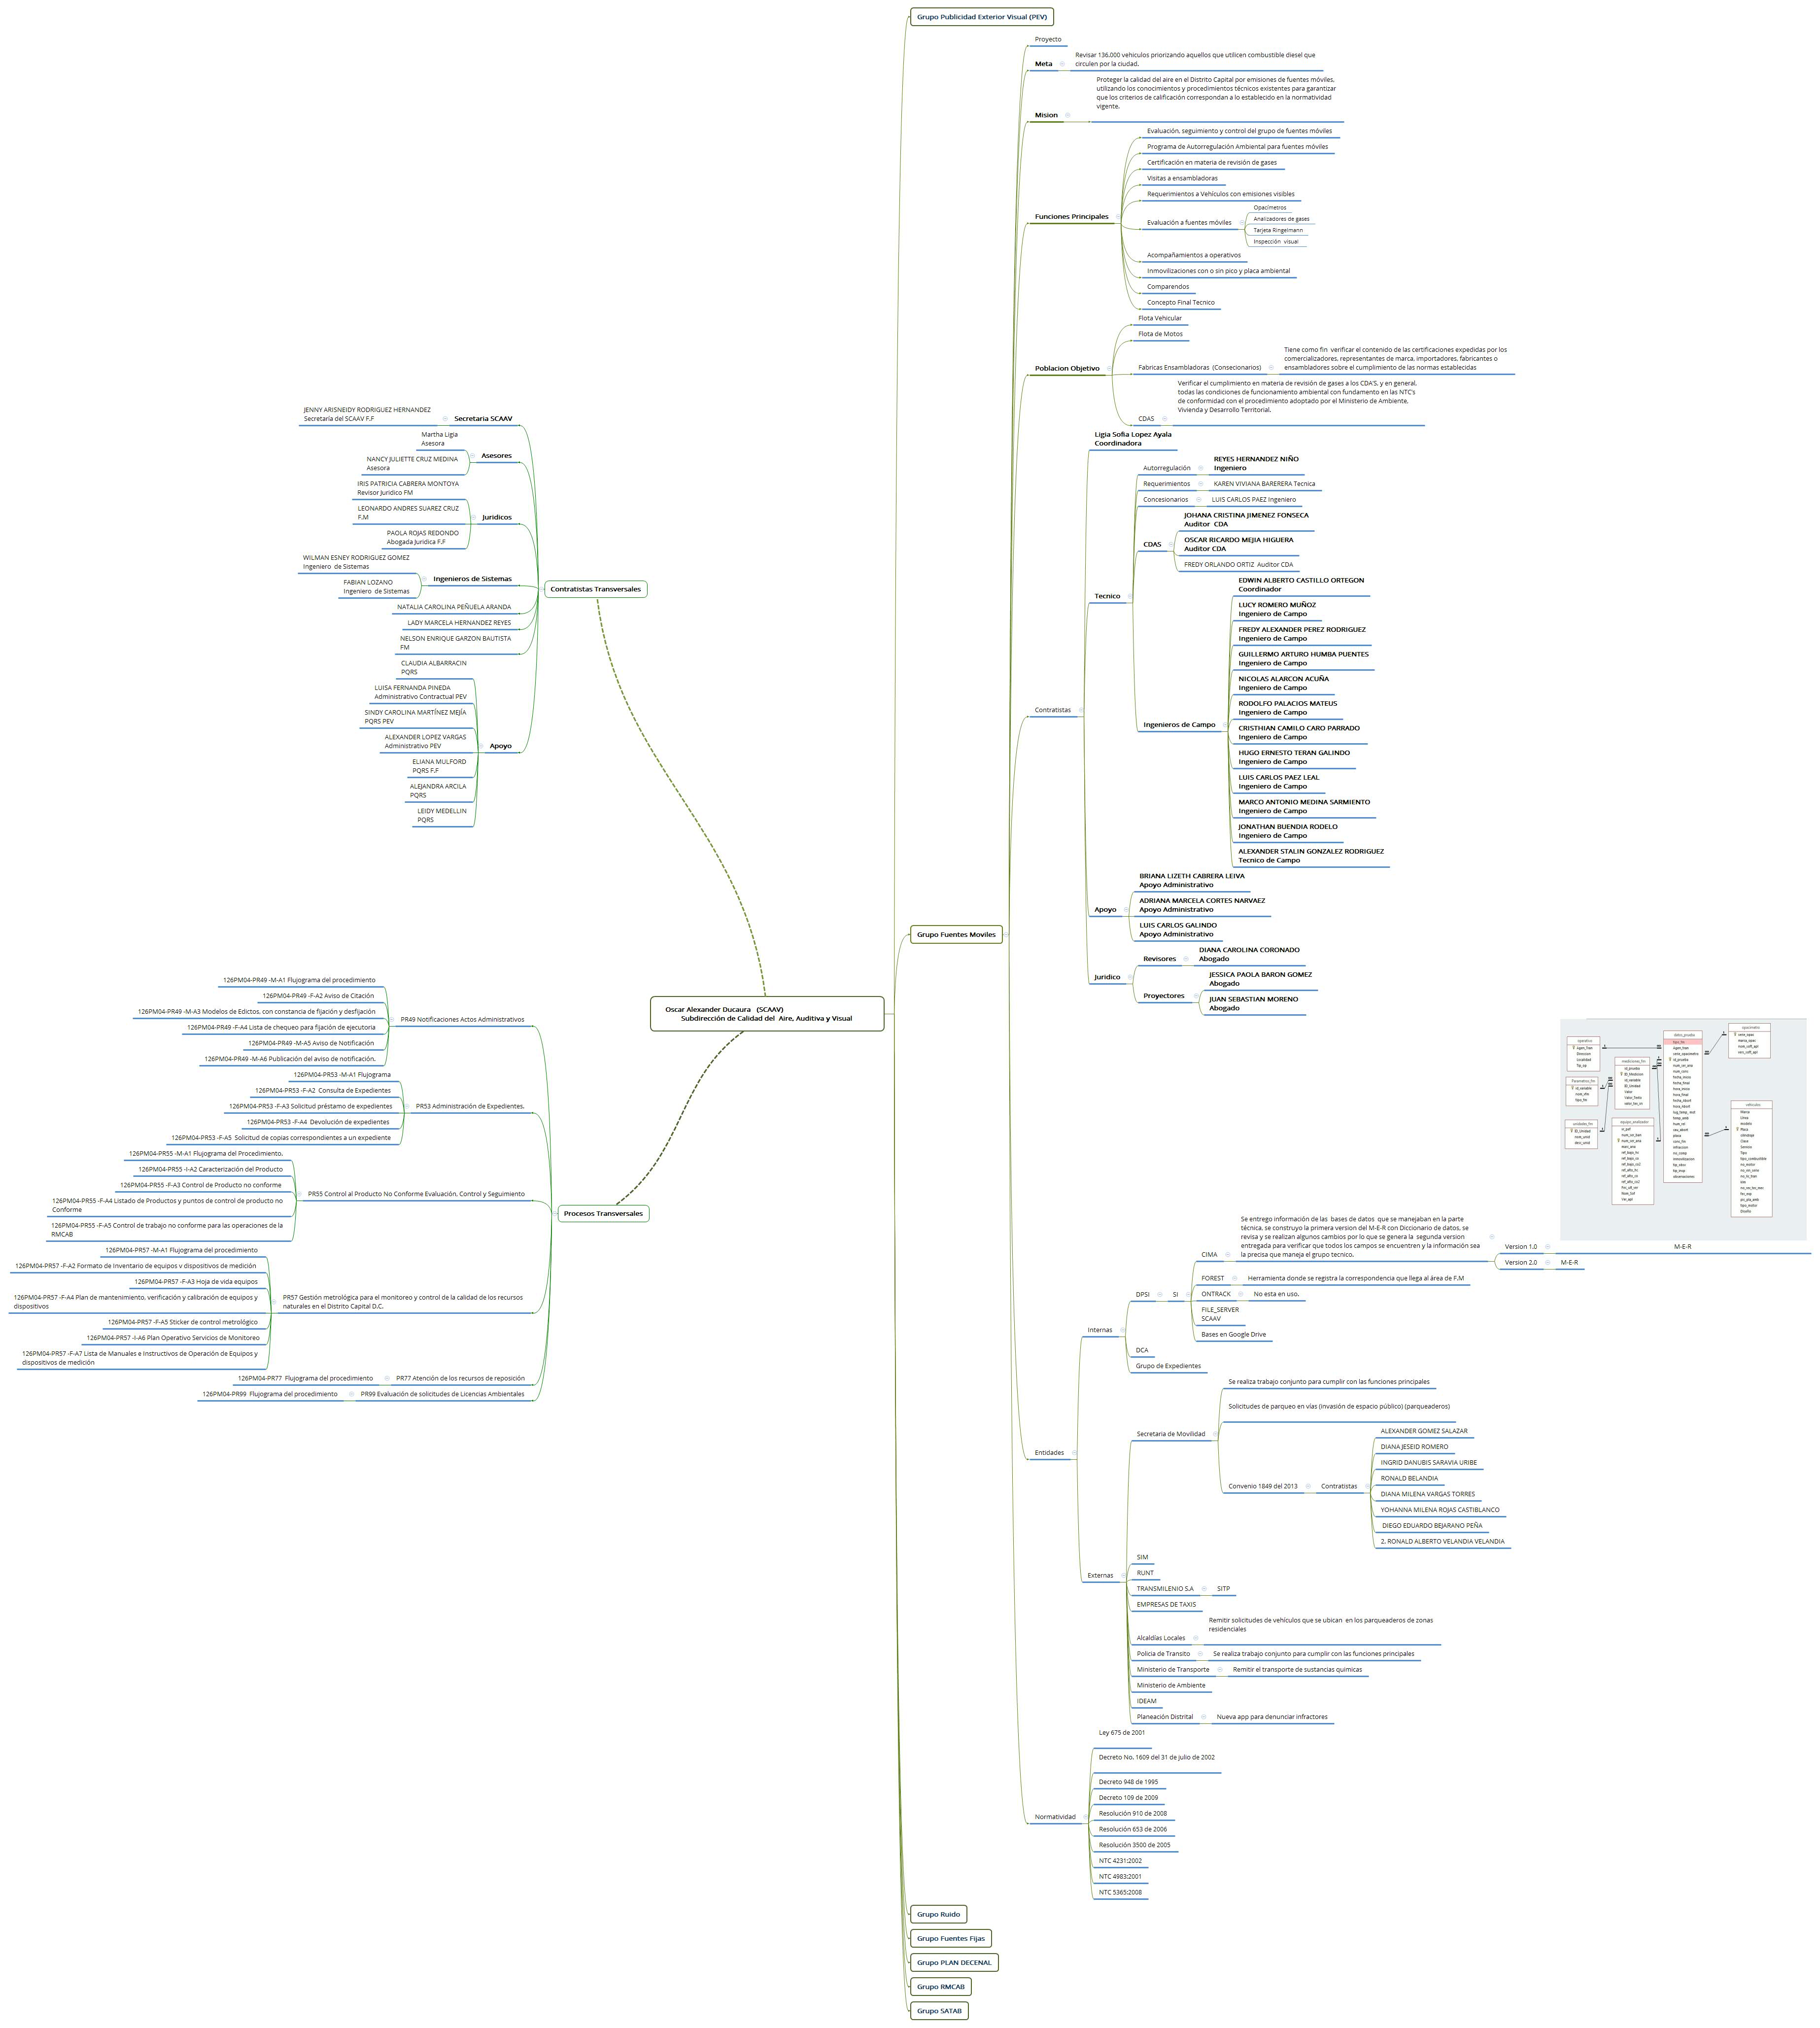 Grupo Publicidad Exterior Visual (PEV)
Proyecto
Meta
Revisar 136.000 vehiculos priorizando aquellos que utilicen combustible diesel que
circulen por la ciudad.
Mision
Proteger la calidad del aire en el Distrito Capital por emisiones de fuentes móviles,
utilizando los conocimientos y procedimientos técnicos existentes para garantizar
que los criterios de calificación correspondan a lo establecido en la normatividad
vigente.
Funciones Principales
Evaluación, seguimiento y control del grupo de fuentes móviles
Programa de Autorregulación Ambiental para fuentes móviles
Certificación en materia de revisión de gases
Visitas a ensambladoras
Requerimientos a Vehículos con emisiones visibles
Evaluación a fuentes móviles
Opacímetros
Analizadores de gases
Tarjeta Ringelmann
Inspección  visual
Acompañamientos a operativos
Inmovilizaciones con o sin pico y placa ambiental
Comparendos
Concepto Final Tecnico
Poblacion Objetivo
Flota Vehicular
Flota de Motos
Fabricas Ensambladoras  (Consecionarios)
Tiene como fin  verificar el contenido de las certificaciones expedidas por los
comercializadores, representantes de marca, importadores, fabricantes o
ensambladores sobre el cumplimiento de las normas establecidas
CDAS
Verificar el cumplimiento en materia de revisión de gases a los CDA'S, y en general,
todas las condiciones de funcionamiento ambiental con fundamento en las NTC's
de conformidad con el procedimiento adoptado por el Ministerio de Ambiente,
Vivienda y Desarrollo Territorial.
Contratistas
Ligia Sofia Lopez Ayala
Coordinadora
Tecnico
Autorregulación
REYES HERNANDEZ NIÑO
Ingeniero
Requerimientos
KAREN VIVIANA BARERERA Tecnica
Concesionarios
LUIS CARLOS PAEZ Ingeniero
CDAS
JOHANA CRISTINA JIMENEZ FONSECA
Auditor  CDA
OSCAR RICARDO MEJIA HIGUERA
Auditor CDA
FREDY ORLANDO ORTIZ  Auditor CDA
Ingenieros de Campo
EDWIN ALBERTO CASTILLO ORTEGON
Coordinador
LUCY ROMERO MUÑOZ
Ingeniero de Campo
FREDY ALEXANDER PEREZ RODRIGUEZ
Ingeniero de Campo
GUILLERMO ARTURO HUMBA PUENTES
Ingeniero de Campo
NICOLAS ALARCON ACUÑA
Ingeniero de Campo
RODOLFO PALACIOS MATEUS
Ingeniero de Campo
CRISTHIAN CAMILO CARO PARRADO
Ingeniero de Campo
HUGO ERNESTO TERAN GALINDO
Ingeniero de Campo
LUIS CARLOS PAEZ LEAL
Ingeniero de Campo
MARCO ANTONIO MEDINA SARMIENTO
Ingeniero de Campo
JONATHAN BUENDIA RODELO
Ingeniero de Campo
ALEXANDER STALIN GONZALEZ RODRIGUEZ
Tecnico de Campo
Apoyo
BRIANA LIZETH CABRERA LEIVA
Apoyo Administrativo
ADRIANA MARCELA CORTES NARVAEZ
Apoyo Administrativo
LUIS CARLOS GALINDO
Apoyo Administrativo
Juridico
Revisores
DIANA CAROLINA CORONADO
Abogado
Proyectores
JESSICA PAOLA BARON GOMEZ
Abogado
JUAN SEBASTIAN MORENO
Abogado
Grupo Fuentes Moviles
Contratistas Transversales
Secretaria SCAAV
JENNY ARISNEIDY RODRIGUEZ HERNANDEZ
Secretaría del SCAAV F.F
Asesores
Martha Ligia
Asesora
NANCY JULIETTE CRUZ MEDINA
Asesora
Juridicos
IRIS PATRICIA CABRERA MONTOYA
Revisor Juridico FM
LEONARDO ANDRES SUAREZ CRUZ
F.M
PAOLA ROJAS REDONDO
Abogada Juridica F.F
Ingenieros de Sistemas
WILMAN ESNEY RODRIGUEZ GOMEZ
Ingeniero  de Sistemas
FABIAN LOZANO
Ingeniero  de Sistemas
NATALIA CAROLINA PEÑUELA ARANDA
LADY MARCELA HERNANDEZ REYES
NELSON ENRIQUE GARZON BAUTISTA
FM
Apoyo
CLAUDIA ALBARRACIN
PQRS
LUISA FERNANDA PINEDA
Administrativo Contractual PEV
SINDY CAROLINA MARTÍNEZ MEJÍA
PQRS PEV
ALEXANDER LOPEZ VARGAS
Administrativo PEV
ELIANA MULFORD
PQRS F.F
ALEJANDRA ARCILA
PQRS
LEIDY MEDELLIN
PQRS
Oscar Alexander Ducaura   (SCAAV)
Subdirección de Calidad del  Aire, Auditiva y Visual
Procesos Transversales
PR49 Notificaciones Actos Administrativos
126PM04-PR49 -M-A1 Flujograma del procedimiento
126PM04-PR49 -F-A2 Aviso de Citación
126PM04-PR49 -M-A3 Modelos de Edictos, con constancia de fijación y desfijación
126PM04-PR49 -F-A4 Lista de chequeo para fijación de ejecutoria
126PM04-PR49 -M-A5 Aviso de Notificación
126PM04-PR49 -M-A6 Publicación del aviso de notificación.
PR53 Administración de Expedientes.
126PM04-PR53 -M-A1 Flujograma
126PM04-PR53 -F-A2  Consulta de Expedientes
126PM04-PR53 -F-A3 Solicitud préstamo de expedientes
126PM04-PR53 -F-A4  Devolución de expedientes
126PM04-PR53 -F-A5  Solicitud de copias correspondientes a un expediente
PR55 Control al Producto No Conforme Evaluación, Control y Seguimiento
126PM04-PR55 -M-A1 Flujograma del Procedimiento.
126PM04-PR55 -I-A2 Caracterización del Producto
126PM04-PR55 -F-A3 Control de Producto no conforme
126PM04-PR55 -F-A4 Listado de Productos y puntos de control de producto no
Conforme
126PM04-PR55 -F-A5 Control de trabajo no conforme para las operaciones de la
RMCAB
PR57 Gestión metrológica para el monitoreo y control de la calidad de los recursos
naturales en el Distrito Capital D.C.
126PM04-PR57 -M-A1 Flujograma del procedimiento
126PM04-PR57 -F-A2 Formato de Inventario de equipos y dispositivos de medición
126PM04-PR57 -F-A3 Hoja de vida equipos
126PM04-PR57 -F-A4 Plan de mantenimiento, verificación y calibración de equipos y
dispositivos
126PM04-PR57 -F-A5 Sticker de control metrológico
126PM04-PR57 -I-A6 Plan Operativo Servicios de Monitoreo
126PM04-PR57 -F-A7 Lista de Manuales e Instructivos de Operación de Equipos y
dispositivos de medición
PR77 Atención de los recursos de reposición
126PM04-PR77  Flujograma del procedimiento
PR99 Evaluación de solicitudes de Licencias Ambientales
126PM04-PR99  Flujograma del procedimiento
Entidades
Internas
DPSI
SI
CIMA
Se entrego información de las  bases de datos  que se manejaban en la parte
técnica, se construyo la primera version del M-E-R con Diccionario de datos, se
revisa y se realizan algunos cambios por lo que se genera la  segunda version
entregada para verificar que todos los campos se encuentren y la información sea
la precisa que maneja el grupo tecnico.
Version 1.0
M-E-R
Version 2.0
M-E-R
FOREST
Herramienta donde se registra la correspondencia que llega al área de F.M
ONTRACK
No esta en uso.
FILE_SERVER
SCAAV
Bases en Google Drive
DCA
Grupo de Expedientes
Externas
Secretaria de Movilidad
Se realiza trabajo conjunto para cumplir con las funciones principales
Solicitudes de parqueo en vías (invasión de espacio público) (parqueaderos)
Convenio 1849 del 2013
Contratistas
ALEXANDER GOMEZ SALAZAR
DIANA JESEID ROMERO
INGRID DANUBIS SARAVIA URIBE
RONALD BELANDIA
DIANA MILENA VARGAS TORRES
YOHANNA MILENA ROJAS CASTIBLANCO
DIEGO EDUARDO BEJARANO PEÑA
2. RONALD ALBERTO VELANDIA VELANDIA
SIM
RUNT
TRANSMILENIO S.A
SITP
EMPRESAS DE TAXIS
Alcaldías Locales
Remitir solicitudes de vehículos que se ubican  en los parqueaderos de zonas
residenciales
Policia de Transito
Se realiza trabajo conjunto para cumplir con las funciones principales
Ministerio de Transporte
Remitir el transporte de sustancias quimicas
Ministerio de Ambiente
IDEAM
Planeación Distrital
Nueva app para denunciar infractores
Normatividad
Ley 675 de 2001
Decreto No. 1609 del 31 de julio de 2002
Decreto 948 de 1995
Decreto 109 de 2009
Resolución 910 de 2008
Resolución 653 de 2006
Resolución 3500 de 2005
NTC 4231:2002
NTC 4983:2001
NTC 5365:2008
Grupo Ruido
Grupo Fuentes Fijas
Grupo PLAN DECENAL
Grupo RMCAB
Grupo SATAB